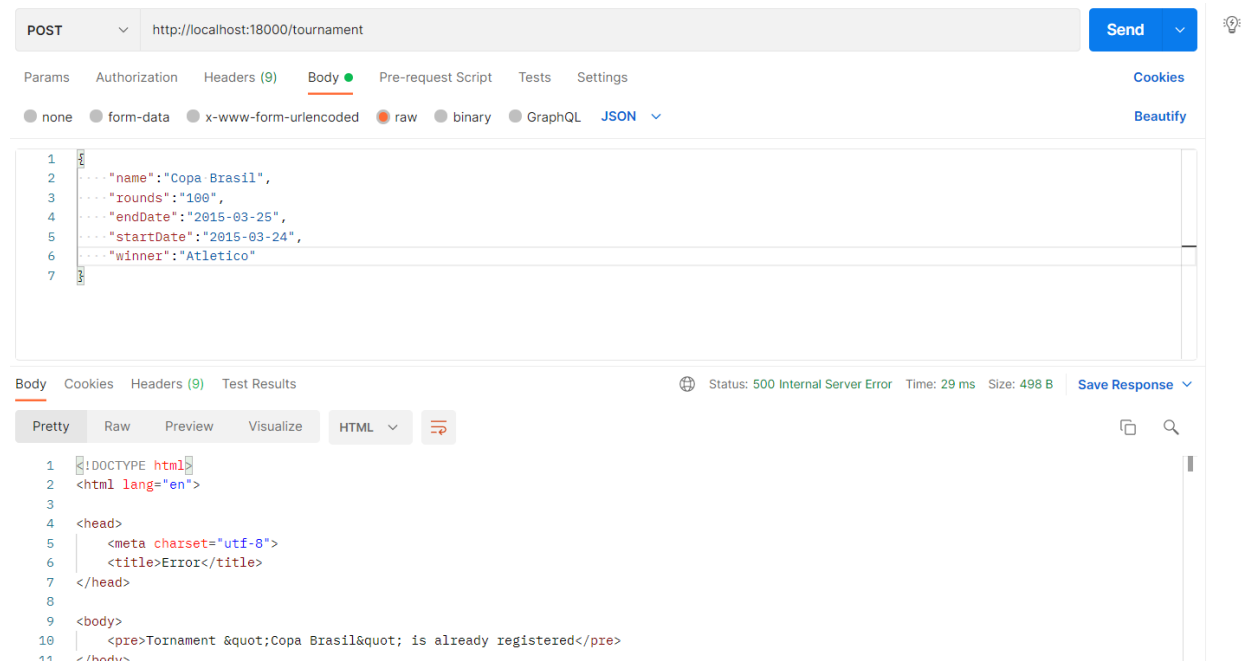 POST http://localhost:18000/tournament Send
Params Authorization Headers (9) Body Pre-request Script Tests Settings Cookies
none form-data x-www-form-urlencoded raw binary GraphQL JSON Beautify
1 {
2 ····"name":"Copa·Brasil",
3 ····"rounds":"100",
4 ····"endDate":"2015-03-25",
5 ····"startDate":"2015-03-24",
6 ····"winner":"Atletico"
7 }
Body Cookies Headers (9) Test Results Status: 500 Internal Server Error Time: 29 ms Size: 498 B Save Response
Pretty Raw Preview Visualize HTML
1 <!DOCTYPE html>
2 <html lang="en">
3
4 <head>
5 <meta charset="utf-8">
6 <title>Error</title>
7 </head>
8
9 <body>
10 <pre>Tornament &quot;Copa Brasil&quot; is already registered</pre>
11 </body>